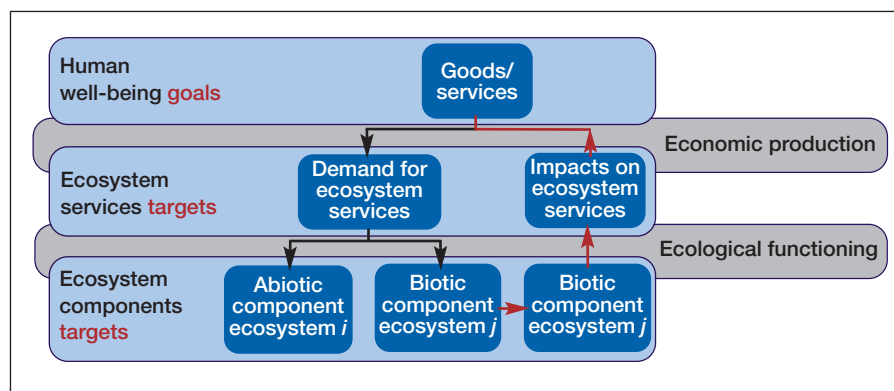 Human
well-being goals
Goods/
services
Economic production
Ecosystem
services targets
Demand for
ecosystem
services
Impacts on
ecosystem
services
Ecological functioning
Ecosystem
components
targets
Abiotic
component
ecosystem i
Biotic
component
ecosystem j
Biotic
component
ecosystem j